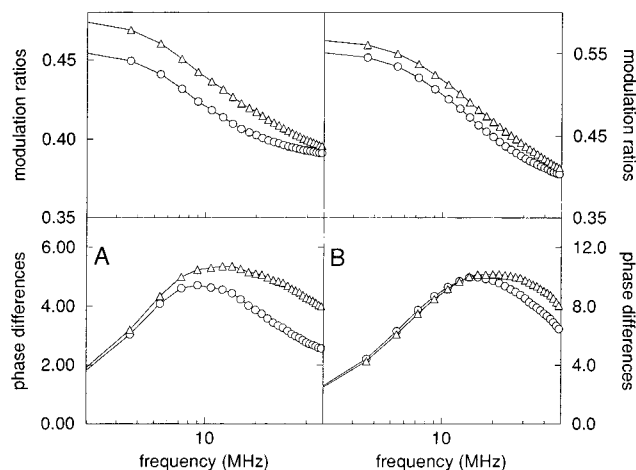 modulation ratios
0.45
0.40
0.35
0.55
0.45
0.35
modulation ratios
A
B
phase differences
6.00
4.00
2.00
0.00
12.0
8.0
4.0
0.0
phase differences
10
10
frequency (MHz)
frequency (MHz)